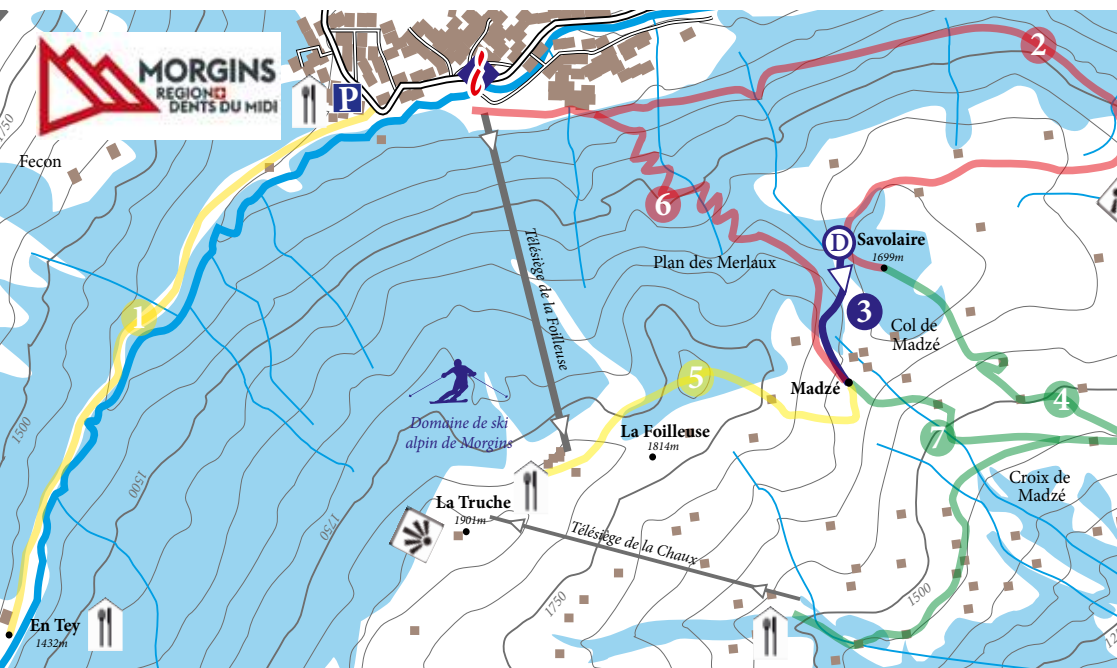 MORGINS
REGION
DENTS DU MIDI
P
i
2
1750
Fecon
6
D
Savolaire
1699m
Plan des Merlaux
Télésiège de la Foilleuse
1
3
Col de
Madzé
5
Madzé
4
Domaine de ski
alpin de Morgins
La Foilleuse
1814m
7
1500
1500
1750
Croix de
Madzé
La Truche
1901m
Télésiège de la Chaux
1750
1500
En Tey
1432m